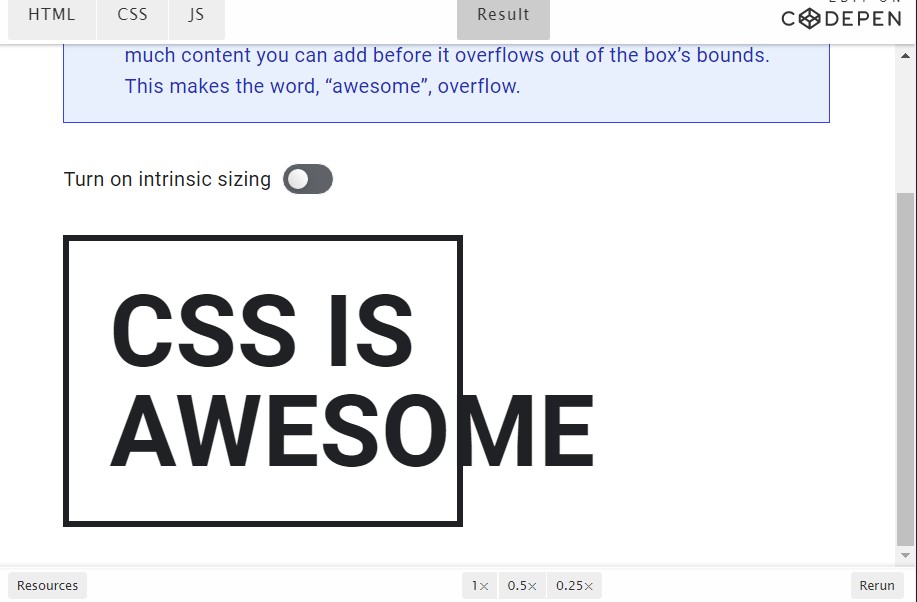 HTML CSS JS Result EDIT ON
CODEPEN
much content you can add before it overflows out of the box’s bounds.
This makes the word, “awesome”, overflow.
Turn on intrinsic sizing
CSS IS
AWESOME
Resources 1× 0.5× 0.25× Rerun